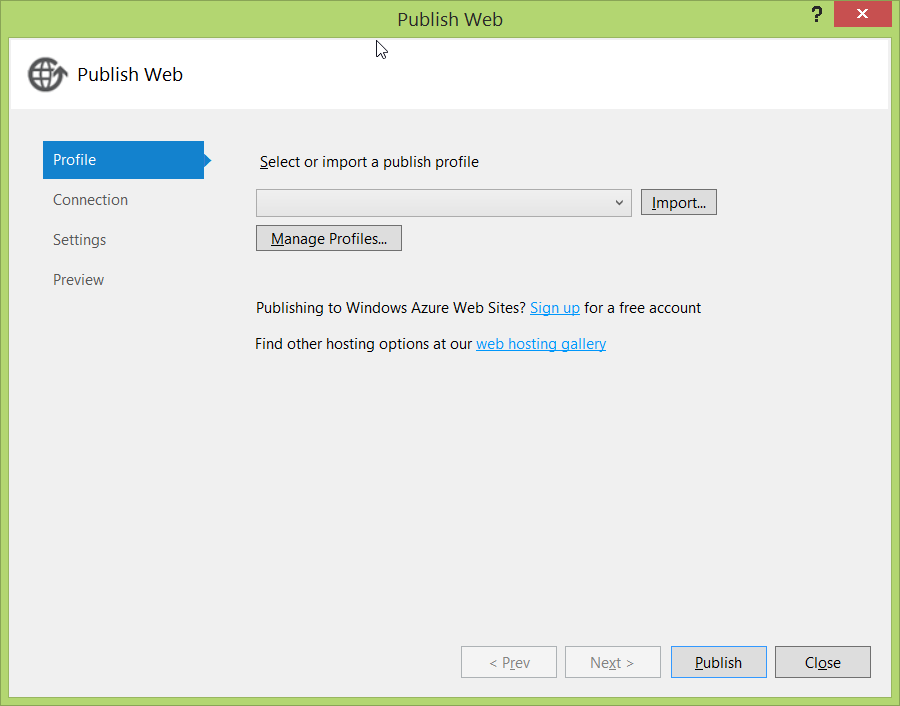 Publish Web
?
Publish Web
Profile
Connection
Settings
Preview
Select or import a publish profile
Import...
Manage Profiles...
Publishing to Windows Azure Web Sites? Sign up for a free account
Find other hosting options at our web hosting gallery
< Prev
Next >
Publish
Close